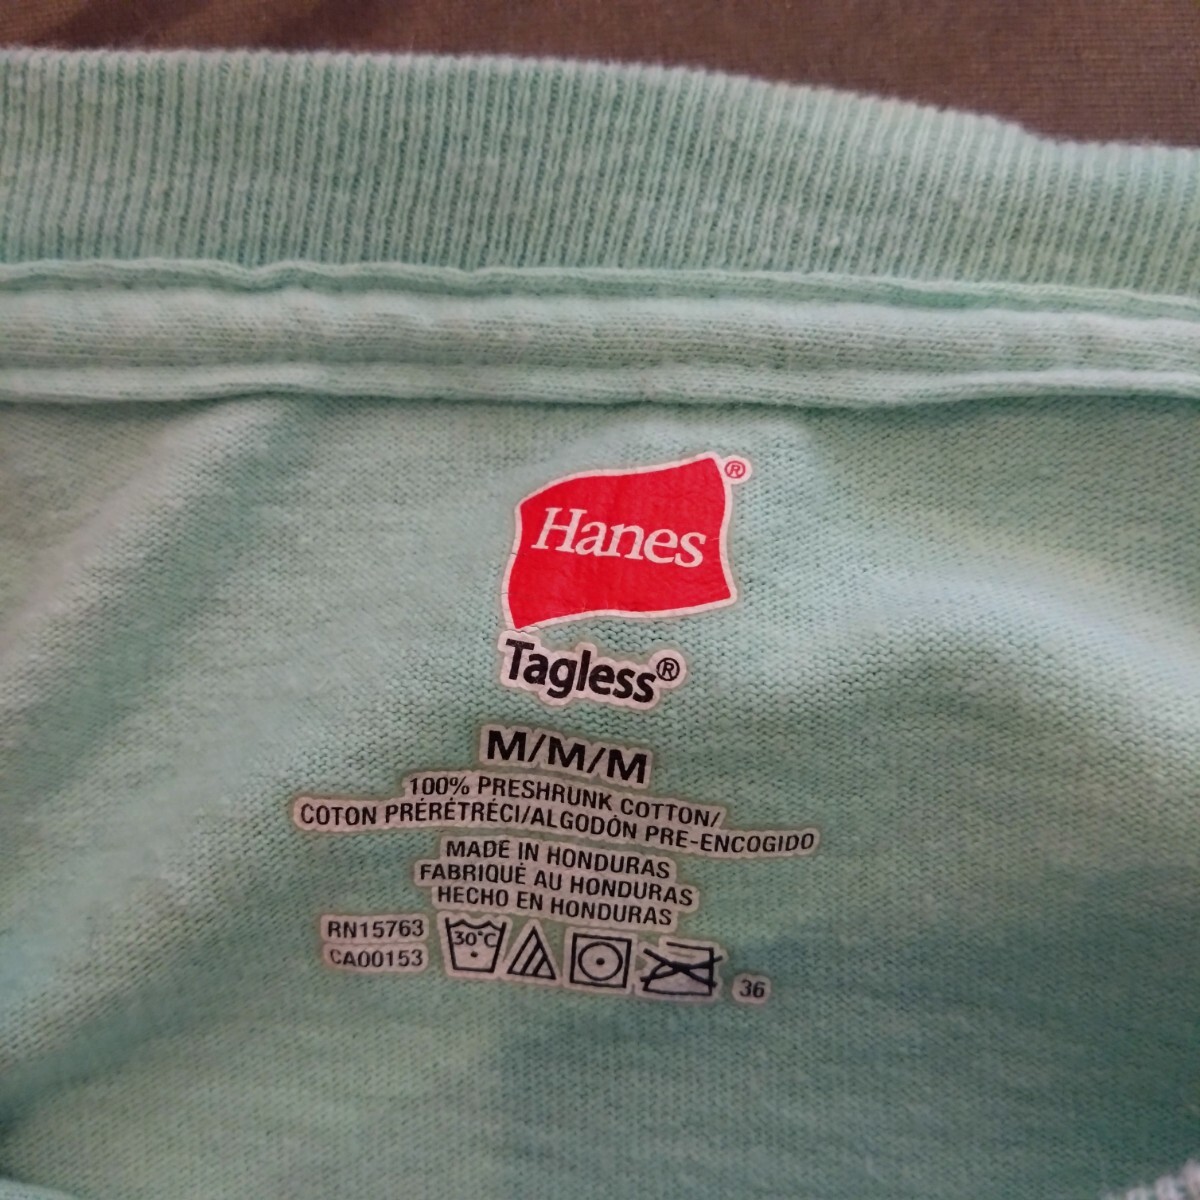 Hanes®
Tagless®
M/M/M
100% PRESHRUNK COTTON/
COTON PRÉRÉTRÉCI/ALGODÓN PRE-ENCOGIDO
MADE IN HONDURAS
FABRIQUÉ AU HONDURAS
HECHO EN HONDURAS
RN15763
CA00153
30°C
36